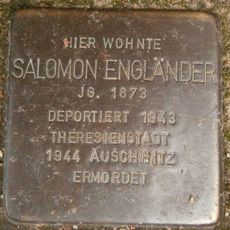 HIER WOHNTE
SALOMON ENGLÄNDER
JG. 1873
DEPORTIERT 1943
THERESIENSTADT
1944 AUSCHWITZ
ERMORDET